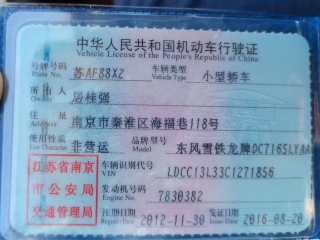 中华人民共和国机动车行驶证
Vehicle License of the People's Republic of China
号牌号码 苏AF88X2 车辆类型 小型轿车
Plate No. Vehicle Type
所有人 居桂强
Owner
住址 南京市秦淮区海福巷118号
Address
使用性质 非营运 品牌型号 东风雪铁龙牌DC7165LYAA
Use Character Model
江苏省南京
市公安局
交通管理局
车辆识别代号 LDCC13L33C1271856
VIN
发动机号码 7830382
Engine No.
注册日期 2012-11-30 发证日期 2016-08-20
Register Date Issue Date